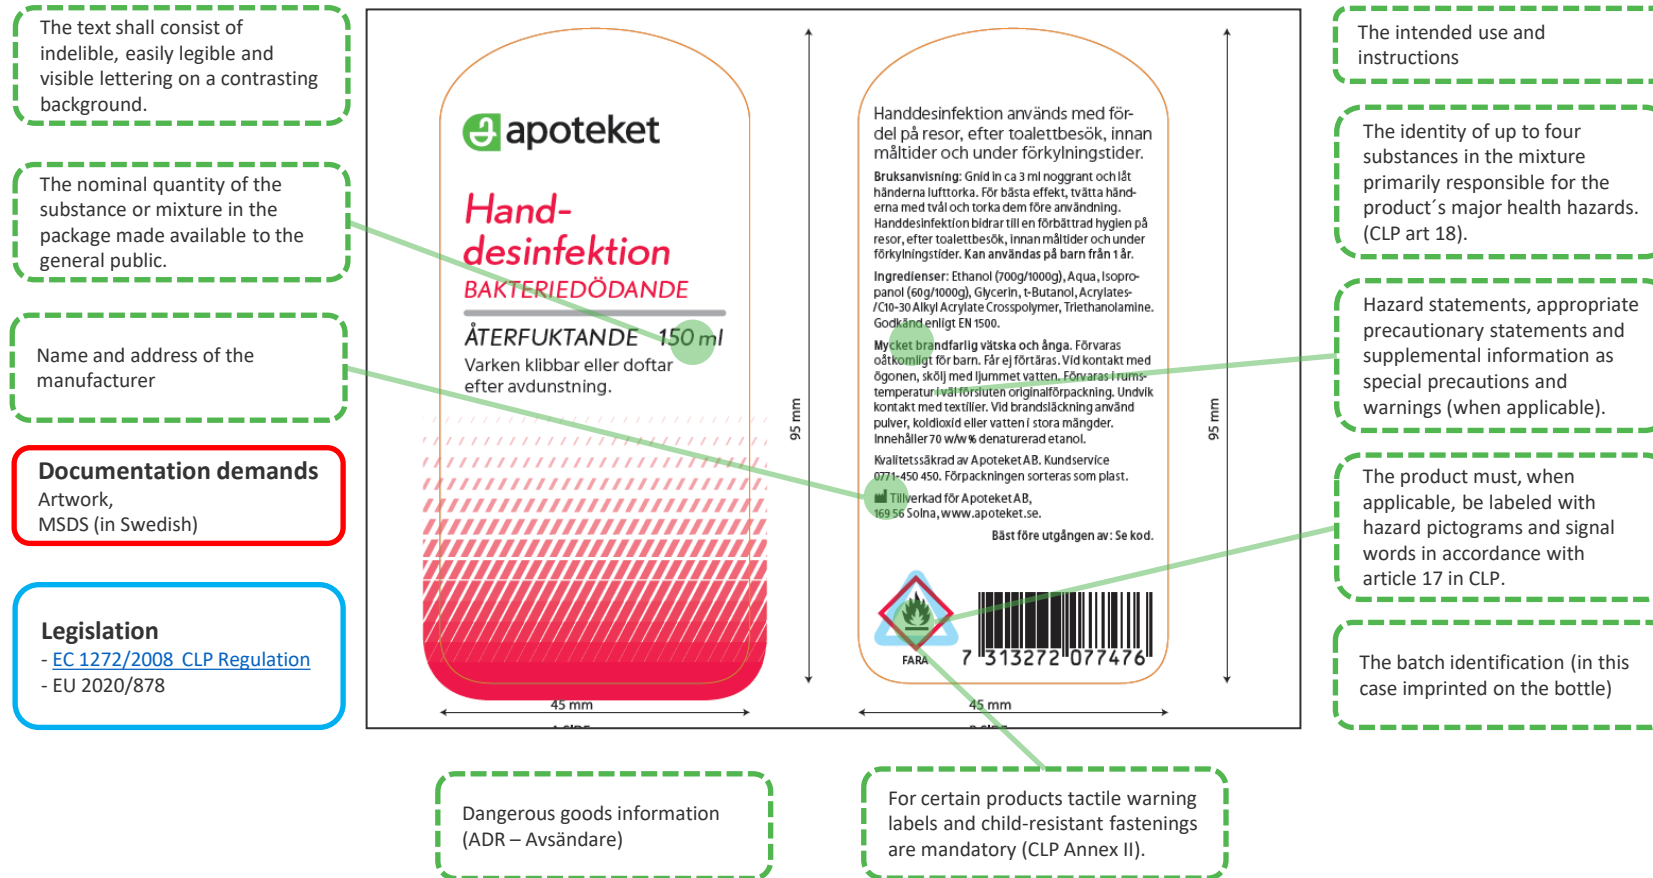 The text shall consist of
indelible, easily legible and
visible lettering on a contrasting
background.
The nominal quantity of the
substance or mixture in the
package made available to the
general public.
Name and address of the
manufacturer
Documentation demands
Artwork,
MSDS (in Swedish)
Legislation
- EC 1272/2008 CLP Regulation
- EU 2020/878
apoteket
Hand-
desinfektion
BAKTERIEDÖDANDE
ÅTERFUKTANDE 150 ml
Varken klibbar eller doftar
efter avdunstning.
95 mm
45 mm
Handdesinfektion används med för-
del på resor, efter toalettbesök, innan
måltider och under förkylningstider.
Bruksanvisning: Gnid in ca 3 ml noggrant och låt
händerna lufttorka. För bästa effekt, tvätta händ-
erna med tvål och torka dem före användning.
Handdesinfektion bidrar till en förbättrad hygien på
resor, efter toalettbesök, innan måltider och under
förkylningstider. Kan användas på barn från 1 år.
Ingredienser: Ethanol (700g/1000g), Aqua, Isopro-
panol (60g/1000g), Glycerin, t-Butanol, Acrylates-
/C10-30 Alkyl Acrylate Crosspolymer, Triethanolamine.
Godkänd enligt EN 1500.
Mycket brandfarlig vätska och ånga. Förvaras
oåtkomligt för barn. Får ej förtäras. Vid kontakt med
ögonen, skölj med ljummet vatten. Förvaras i rums-
temperatur i väl försluten originalförpackning. Undvik
kontakt med textilier. Vid brandsläckning använd
pulver, koldioxid eller vatten i stora mängder.
Innehåller 70 w/w % denaturerad etanol.
Kvalitetssäkrad av Apoteket AB. Kundservice
0771-450 450. Förpackningen sorteras som plast.
Tillverkad för Apoteket AB,
169 56 Solna, www.apoteket.se.
Bäst före utgången av: Se kod.
FARA
7 313272 077476
95 mm
45 mm
The intended use and
instructions
The identity of up to four
substances in the mixture
primarily responsible for the
product´s major health hazards.
(CLP art 18).
Hazard statements, appropriate
precautionary statements and
supplemental information as
special precautions and
warnings (when applicable).
The product must, when
applicable, be labeled with
hazard pictograms and signal
words in accordance with
article 17 in CLP.
The batch identification (in this
case imprinted on the bottle)
Dangerous goods information
(ADR – Avsändare)
For certain products tactile warning
labels and child-resistant fastenings
are mandatory (CLP Annex II).